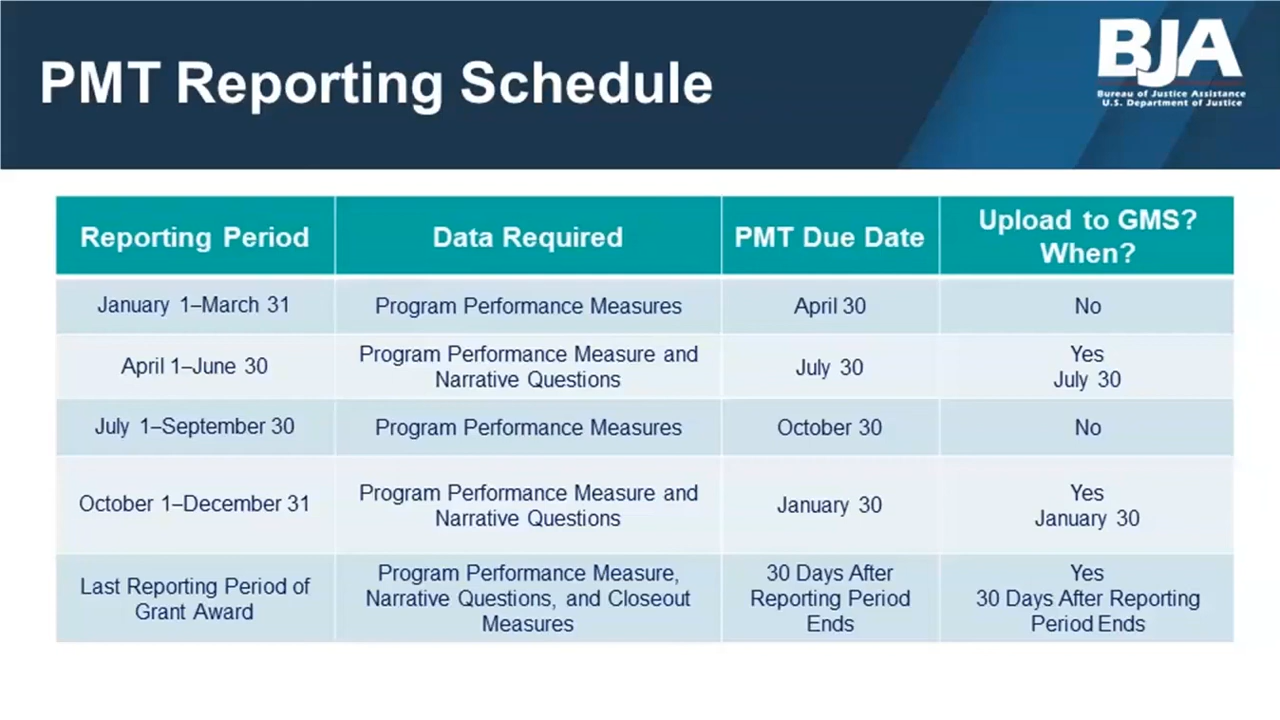 PMT Reporting Schedule
BJA
Bureau of Justice Assistance
U.S. Department of Justice
Reporting Period
Data Required
PMT Due Date
Upload to GMS?
When?
January 1–March 31
Program Performance Measures
April 30
No
April 1–June 30
Program Performance Measure and
Narrative Questions
July 30
Yes
July 30
July 1–September 30
Program Performance Measures
October 30
No
October 1–December 31
Program Performance Measure and
Narrative Questions
January 30
Yes
January 30
Last Reporting Period of
Grant Award
Program Performance Measure,
Narrative Questions, and Closeout
Measures
30 Days After
Reporting Period
Ends
Yes
30 Days After Reporting
Period Ends